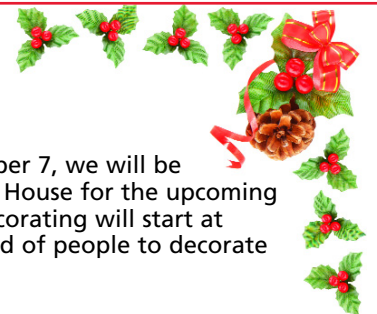 ber 7, we will be
House for the upcoming
corating will start at
d of people to decorate